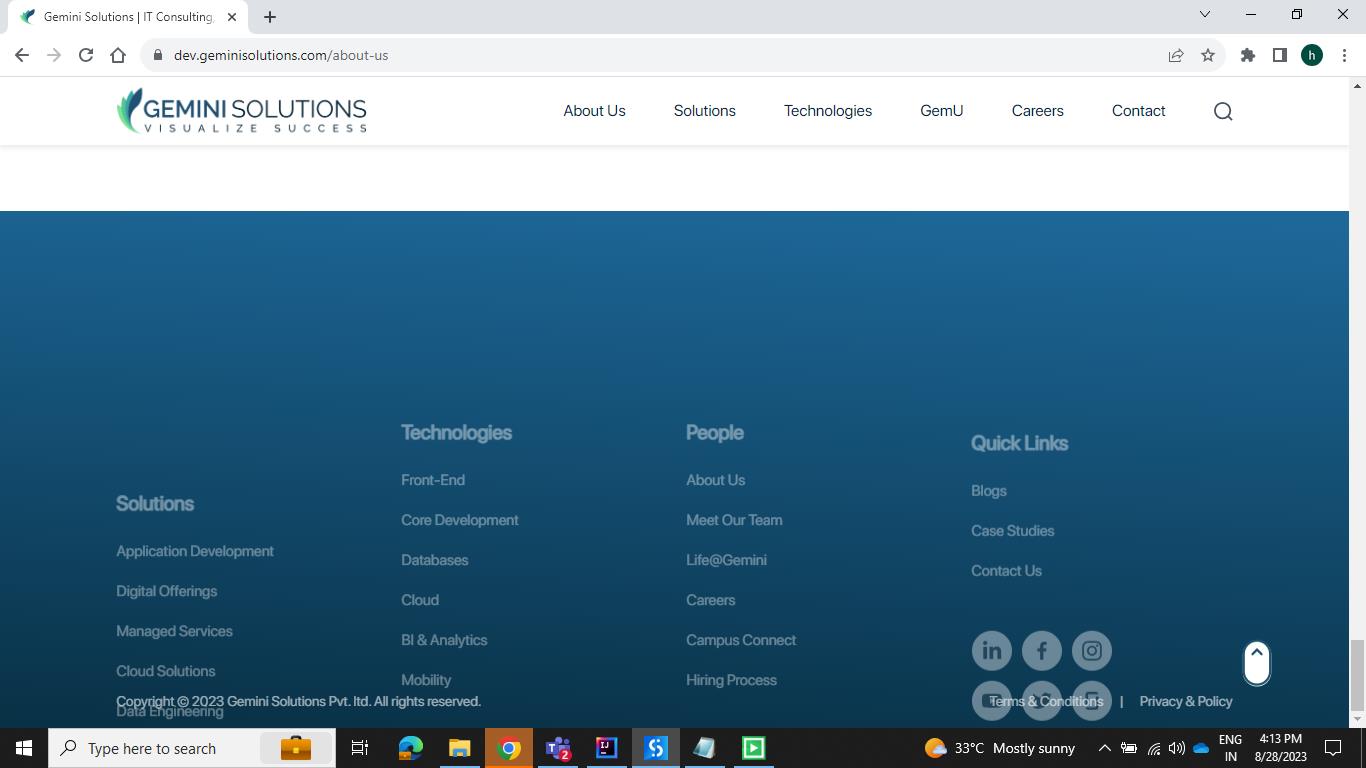 Gemini Solutions | IT Consulting,
dev.geminisolutions.com/about-us
h
GEMINI SOLUTIONS
VISUALIZE SUCCESS
About Us
Solutions
Technologies
GemU
Careers
Contact
Solutions
Application Development
Digital Offerings
Managed Services
Cloud Solutions
Data Engineering
Technologies
Front-End
Core Development
Databases
Cloud
BI & Analytics
Mobility
People
About Us
Meet Our Team
Life@Gemini
Careers
Campus Connect
Hiring Process
Quick Links
Blogs
Case Studies
Contact Us
in
f
Copyright © 2023 Gemini Solutions Pvt. ltd. All rights reserved.
Terms & Conditions | Privacy & Policy
Type here to search
2
IJ
33°C Mostly sunny
ENG
IN
4:13 PM
8/28/2023